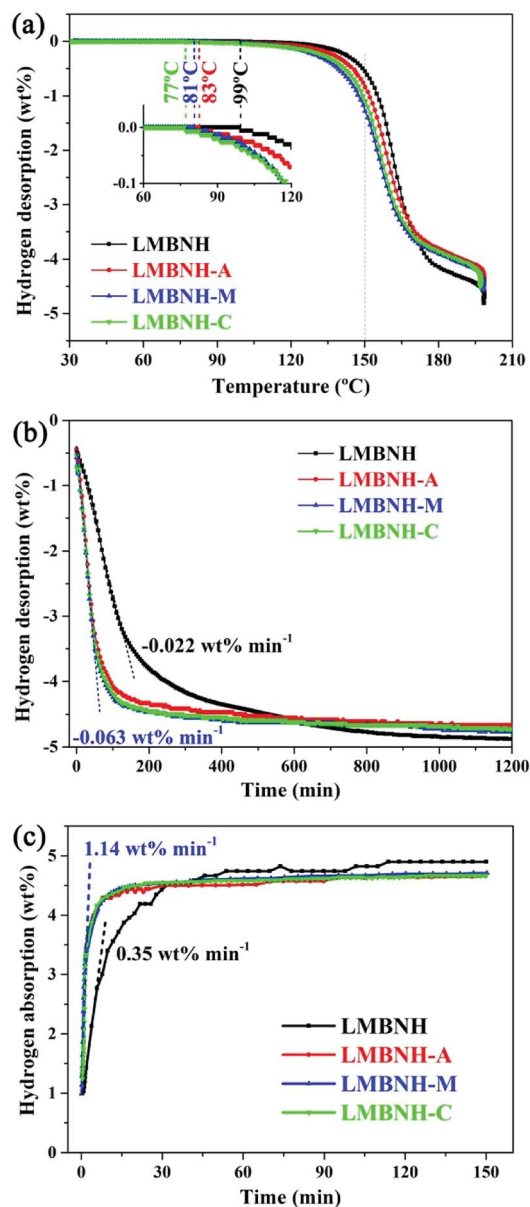 (a)
0
-1
-2
-3
-4
-5
Hydrogen desorption (wt%)
77°C
81°C
83°C
99°C
0.0
-0.1
60 80 100 120
LMBNH
LMBNH-A
LMBNH-M
LMBNH-C
30 60 90 120 150 180 210
Temperature (°C)
(b)
0
-1
-2
-3
-4
-5
Hydrogen desorption (wt%)
LMBNH
LMBNH-A
LMBNH-M
LMBNH-C
-0.022 wt% min-1
-0.063 wt% min-1
0 200 400 600 800 1000 1200
Time (min)
(c)
5
4
3
2
1
0
Hydrogen absorption (wt%)
1.14 wt% min-1
0.35 wt% min-1
LMBNH
LMBNH-A
LMBNH-M
LMBNH-C
0 30 60 90 120 150
Time (min)